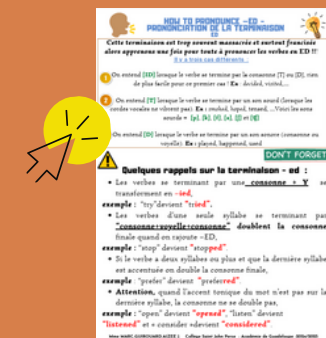 HOW TO PRONOUNCE –ED –
PRONONCIATION DE LA TERMINAISON
ED
Cette terminaison est trop souvent massacrée et surtout francisée
alors apprenons une fois pour toute à prononcer les verbes en ED !!!
Il y a trois cas différents :
1 On entend [ID] lorsque le verbe se termine par la consonne [T] ou [D], rien
de plus facile pour ce premier cas ! Ex : decided, visited,...
2 On entend [T] lorsque le verbe se termine par un son sourd (lorsque les
cordes vocales ne vibrent pas). Ex : cooked, hoped, teased, ...Voici les sons
sourds = [p], [k], [f], [s], [ʃ] et [tʃ]
On entend [D] lorsque le verbe se termine par un son sonore (consonne ou
voyelle). Ex : played, happened, used
DON'T FORGET
Quelques rappels sur la terminaison - ed :
• Les verbes se terminant par une consonne + Y se
transforment en –ied,
exemple : "try"devient "tried".
• Les verbes d'une seule syllabe se terminant par
"consonne+voyelle+consonne" doublent la consonne
finale quand on rajoute –ED,
exemple : "stop" devient "stopped".
• Si le verbe a deux syllabes ou plus et que la dernière syllabe
est accentuée on double la consonne finale,
exemple : "prefer" devient "preferred".
• Attention, quand l'accent tonique du mot n'est pas sur la
dernière syllabe, la consonne ne se double pas,
exemple : "open" devient "opened", "listen" devient
"listened" et « consider »devient "considered".